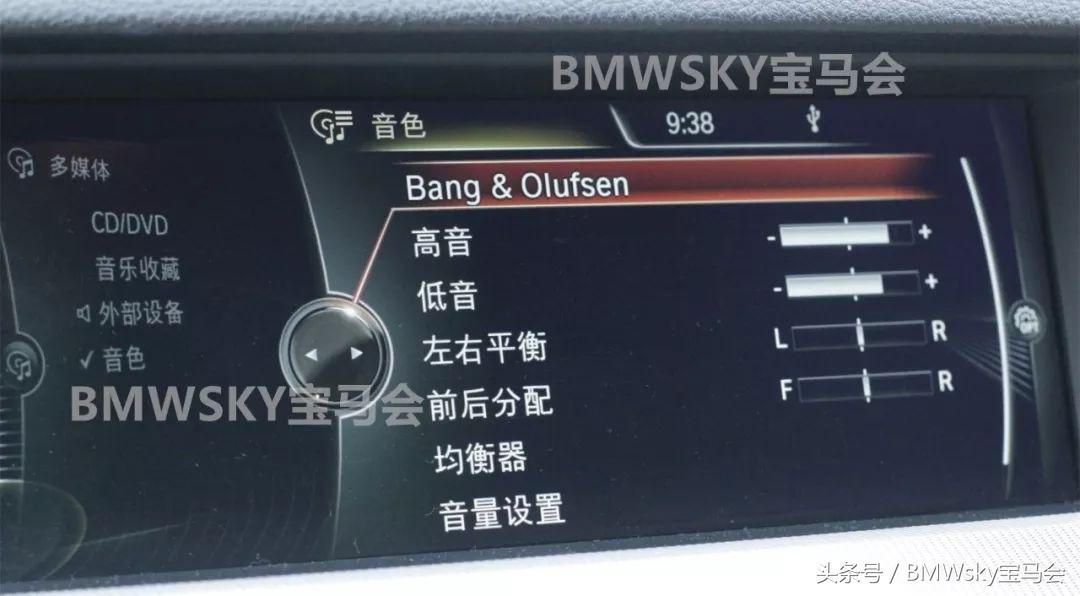 BMWSKY宝马会
音色
9:38
多媒体
CD/DVD
音乐收藏
外部设备
✓ 音色
Bang & Olufsen
高音 - +
低音 - +
左右平衡 L R
前后分配 F R
均衡器
音量设置
BMWSKY宝马会
头条号 / BMWsky宝马会